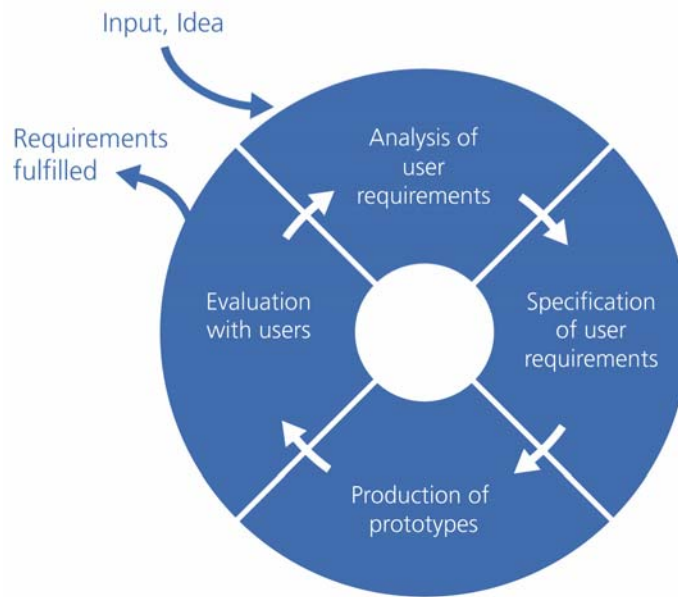 Input, Idea
Requirements
fulfilled
Analysis of
user
requirements
Specification
of user
requirements
Production of
prototypes
Evaluation
with users